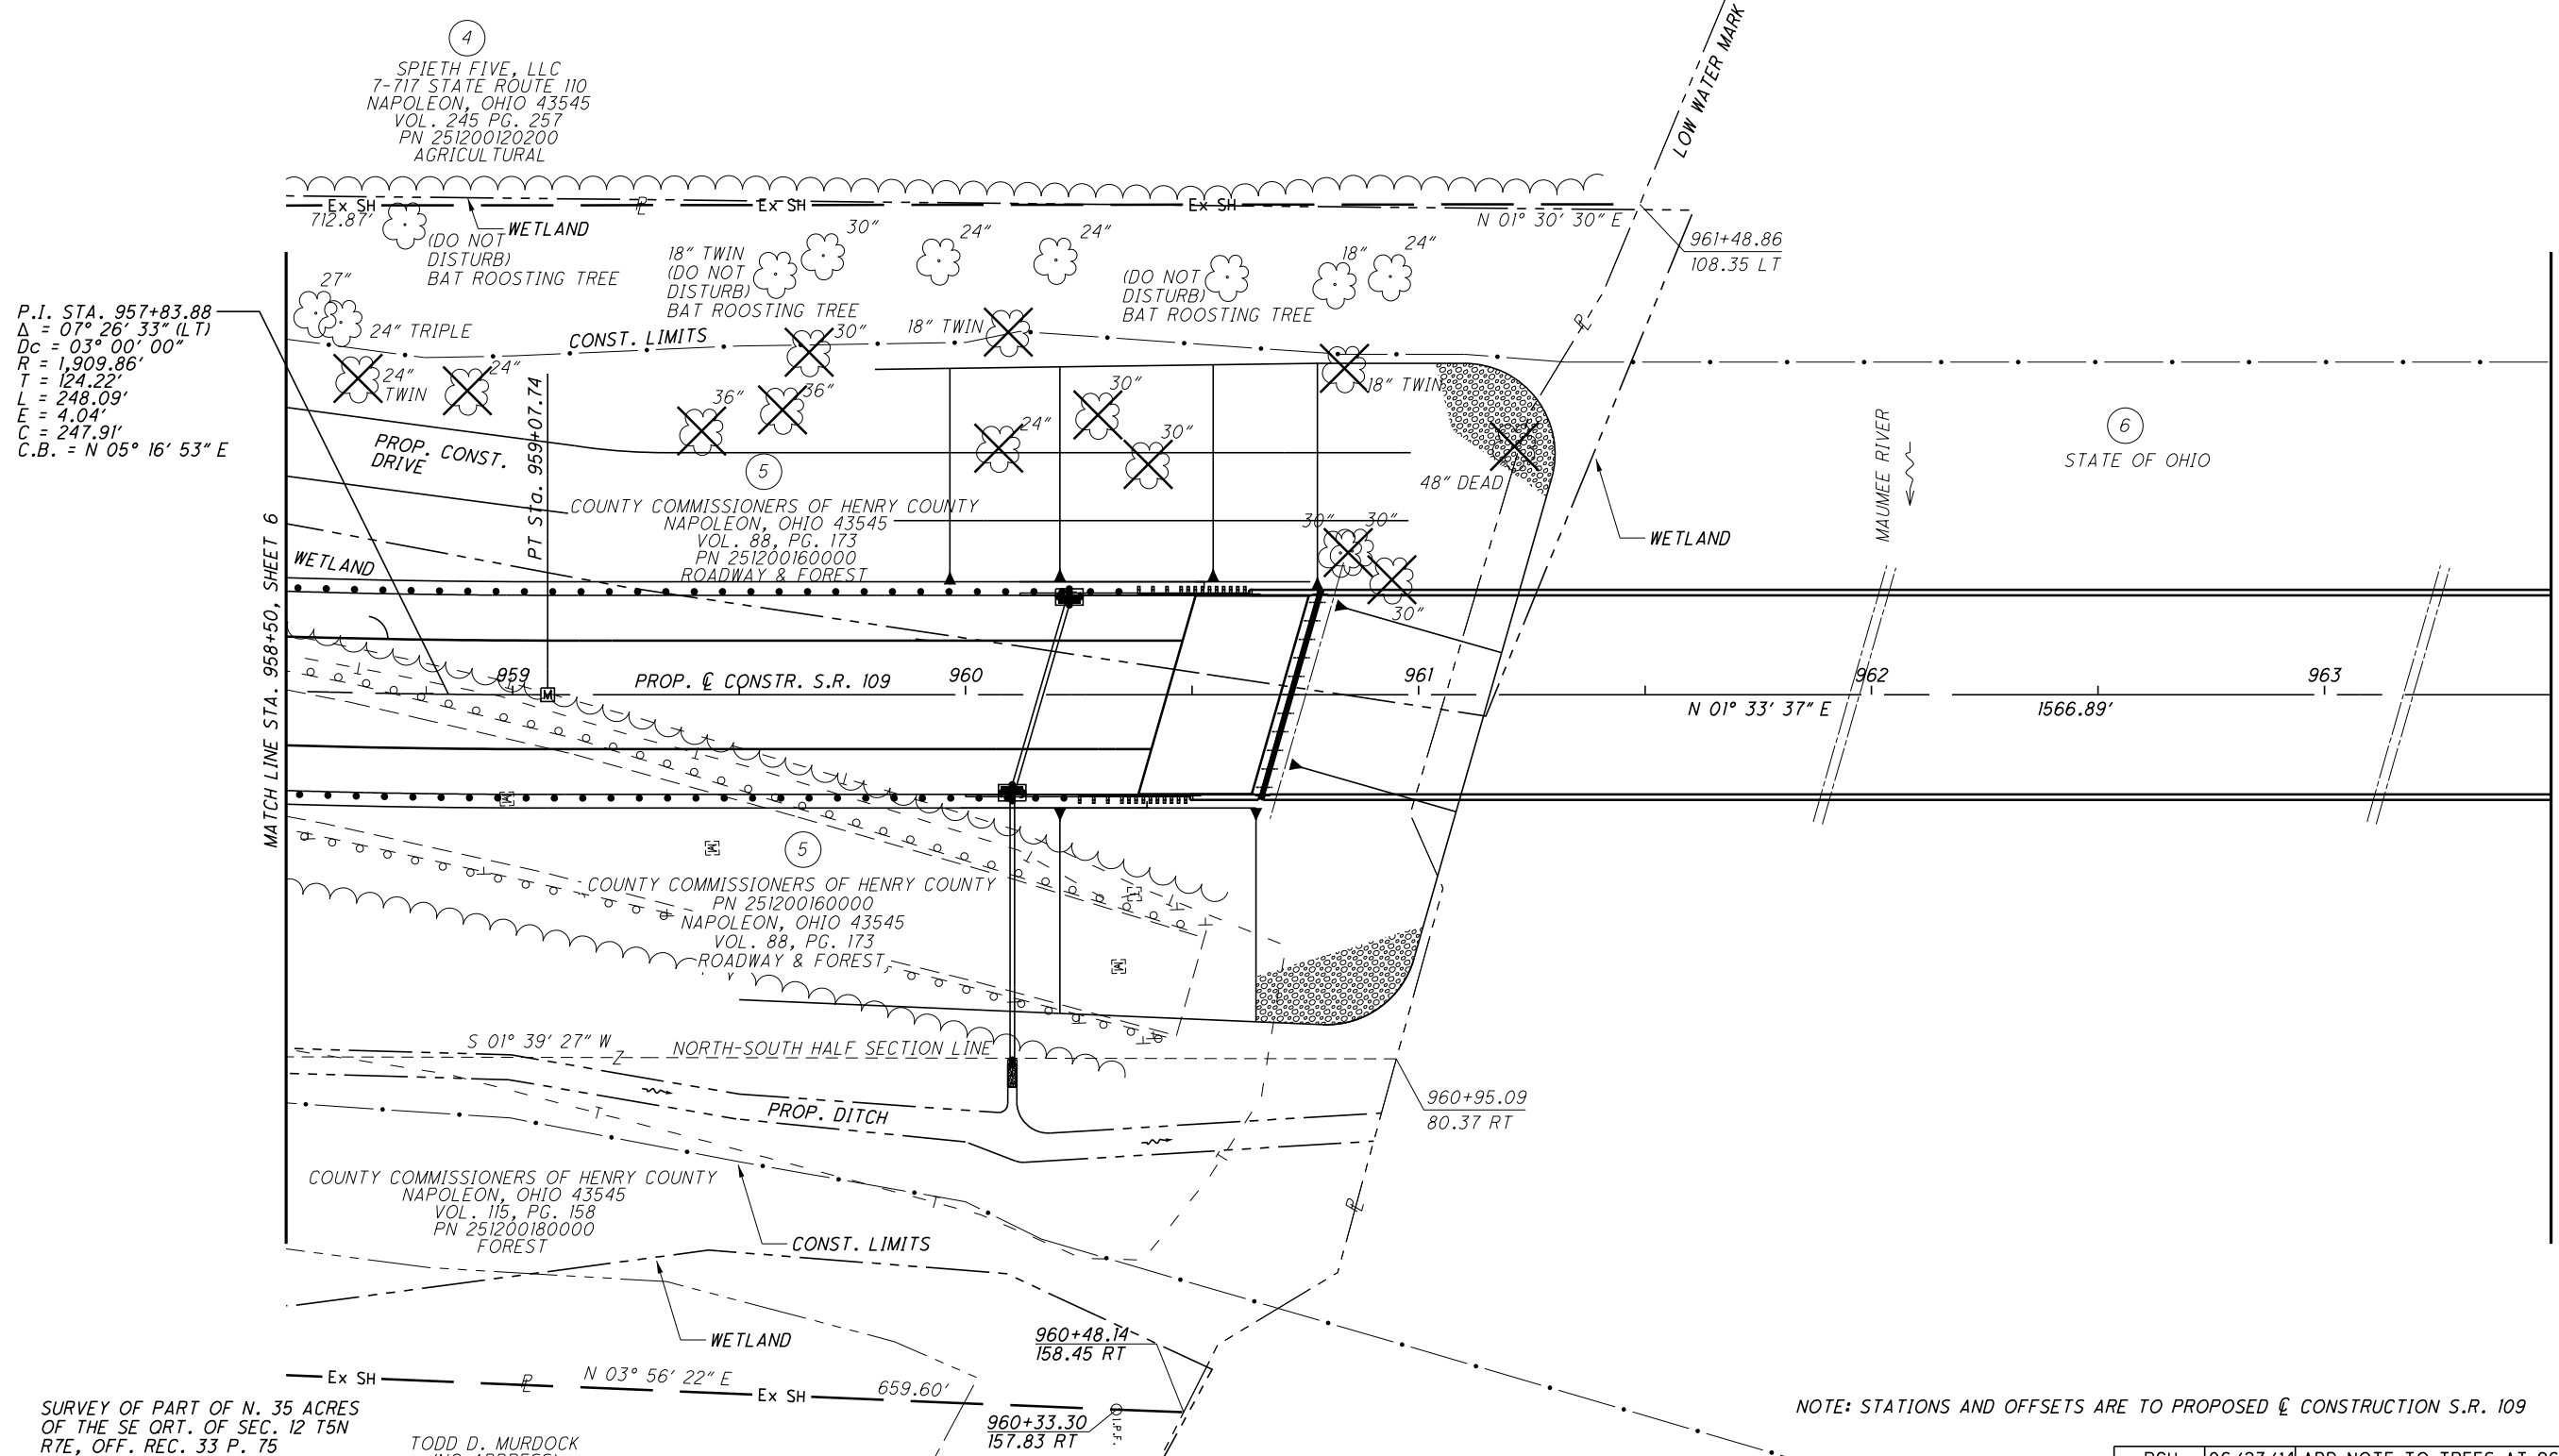 4
SPIETH FIVE, LLC
7-717 STATE ROUTE 110
NAPOLEON, OHIO 43545
VOL. 245 PG. 257
PN 251200120200
AGRICULTURAL
LOW WATER MARK
Ex SH
Ex SH
Ex SH
712.87'
WETLAND
N 01° 30' 30" E
(DO NOT
DISTURB)
BAT ROOSTING TREE
18" TWIN
(DO NOT
DISTURB)
BAT ROOSTING TREE
30"
24"
24"
(DO NOT
DISTURB)
BAT ROOSTING TREE
18"
24"
961+48.86
108.35 LT
27"
24" TRIPLE
P.I. STA. 957+83.88
Δ = 07° 26' 33" (LT)
Dc = 03° 00' 00"
R = 1,909.86'
T = 124.22'
L = 248.09'
E = 4.04'
C = 247.91'
C.B. = N 05° 16' 53" E
CONST. LIMITS
30"
18" TWIN
24"
TWIN
24"
36"
36"
24"
30"
30"
18" TWIN
48" DEAD
PROP. CONST.
DRIVE
PT Sta. 959+07.74
5
COUNTY COMMISSIONERS OF HENRY COUNTY
NAPOLEON, OHIO 43545
VOL. 88, PG. 173
PN 251200160000
ROADWAY & FOREST
30"
30"
30"
WETLAND
MAUMEE RIVER
6
STATE OF OHIO
MATCH LINE STA. 958+50, SHEET 6
WETLAND
959
M
PROP. ℄ CONSTR. S.R. 109
960
961
962
963
N 01° 33' 37" E
1566.89'
5
COUNTY COMMISSIONERS OF HENRY COUNTY
PN 251200160000
NAPOLEON, OHIO 43545
VOL. 88, PG. 173
ROADWAY & FOREST
S 01° 39' 27" W
NORTH-SOUTH HALF SECTION LINE
PROP. DITCH
960+95.09
80.37 RT
COUNTY COMMISSIONERS OF HENRY COUNTY
NAPOLEON, OHIO 43545
VOL. 115, PG. 158
PN 251200180000
FOREST
CONST. LIMITS
WETLAND
960+48.14
158.45 RT
Ex SH
N 03° 56' 22" E
Ex SH
659.60'
960+33.30
157.83 RT
I.P.F.
SURVEY OF PART OF N. 35 ACRES
OF THE SE QRT. OF SEC. 12 T5N
R7E, OFF. REC. 33 P. 75
TODD D. MURDOCK
NOTE: STATIONS AND OFFSETS ARE TO PROPOSED ℄ CONSTRUCTION S.R. 109